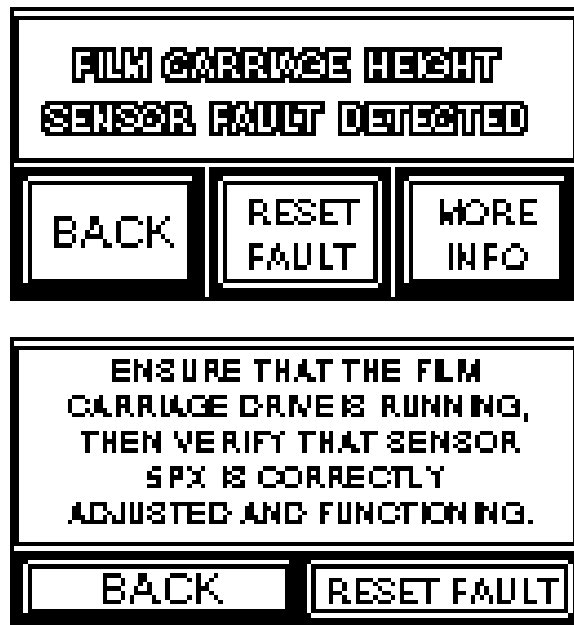 FILM CARRIAGE HEIGHT
SENSOR FAULT DETECTED
BACK
RESET
FAULT
MORE
INFO
ENSURE THAT THE FILM
CARRIAGE DRIVE IS RUNNING,
THEN VERIFY THAT SENSOR
5PX IS CORRECTLY
ADJUSTED AND FUNCTIONING.
BACK
RESET FAULT